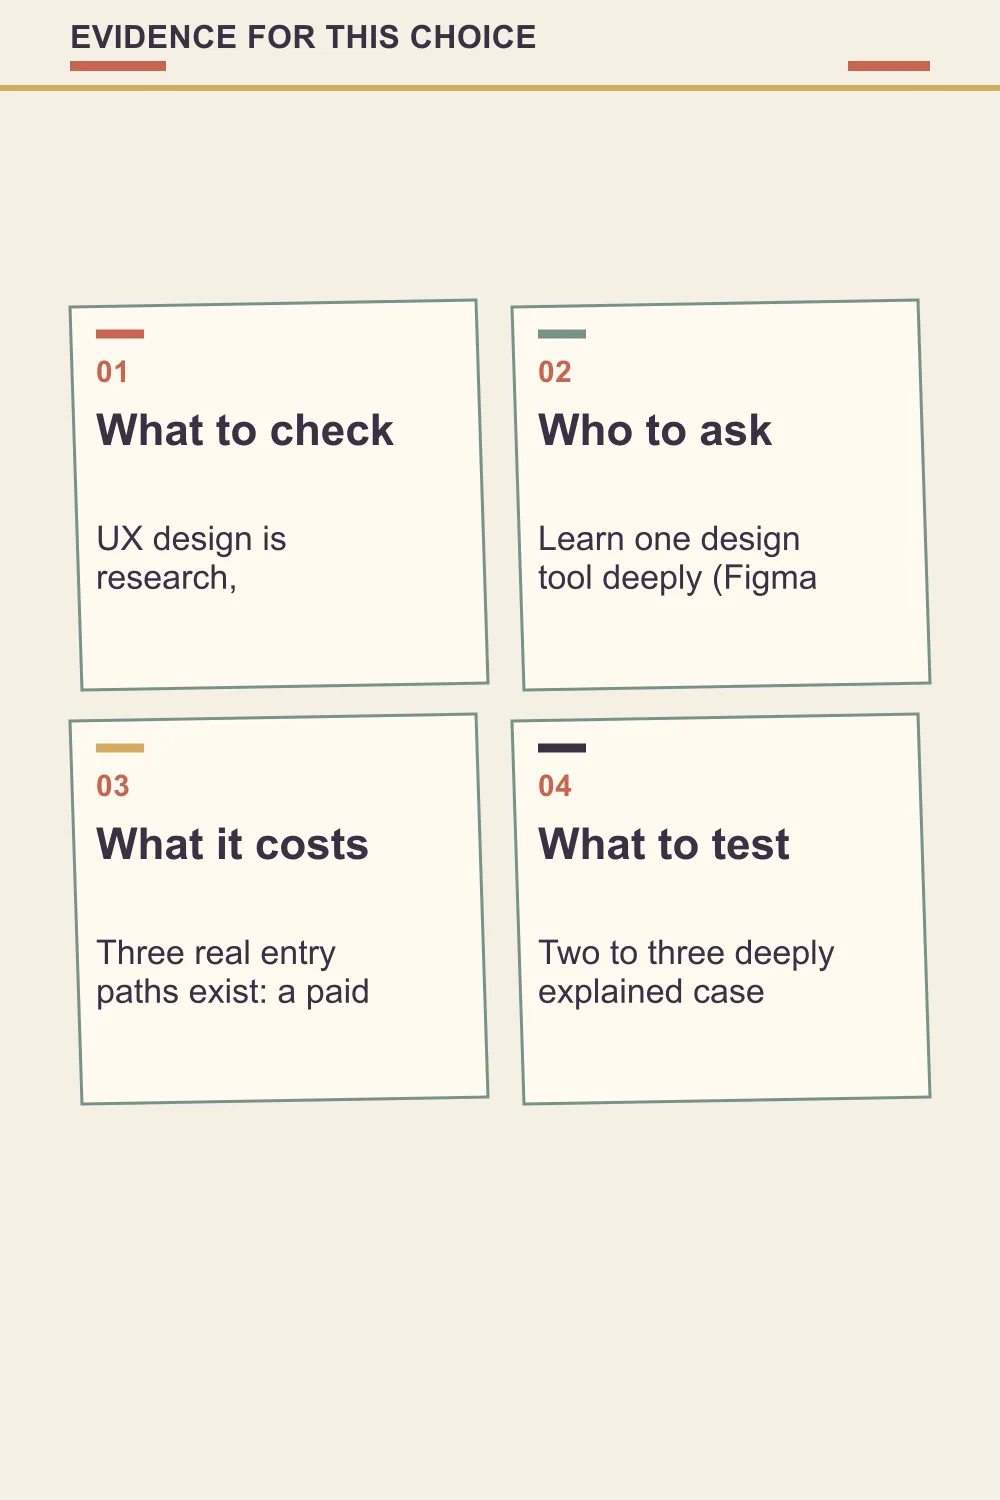 EVIDENCE FOR THIS CHOICE
01
What to check
UX design is
research,
02
Who to ask
Learn one design
tool deeply (Figma
03
What it costs
Three real entry
paths exist: a paid
04
What to test
Two to three deeply
explained case